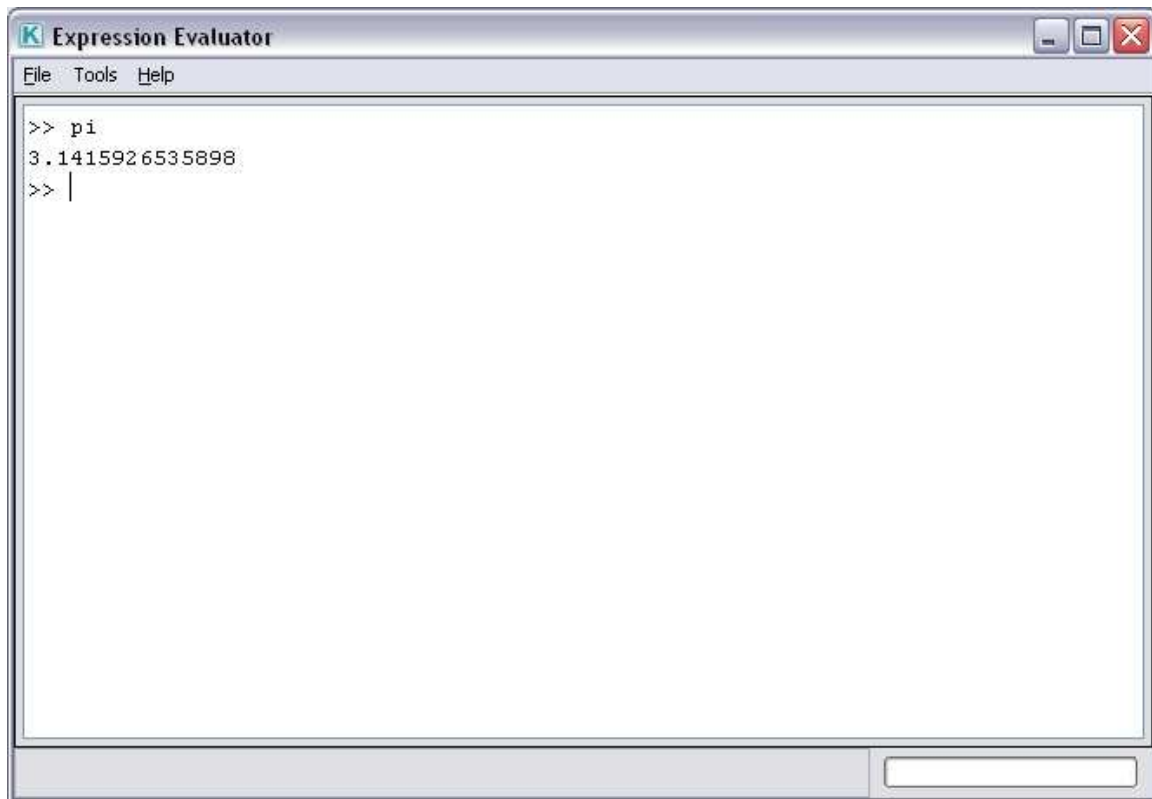 K Expression Evaluator
File Tools Help
>> pi
3.1415926535898
>>